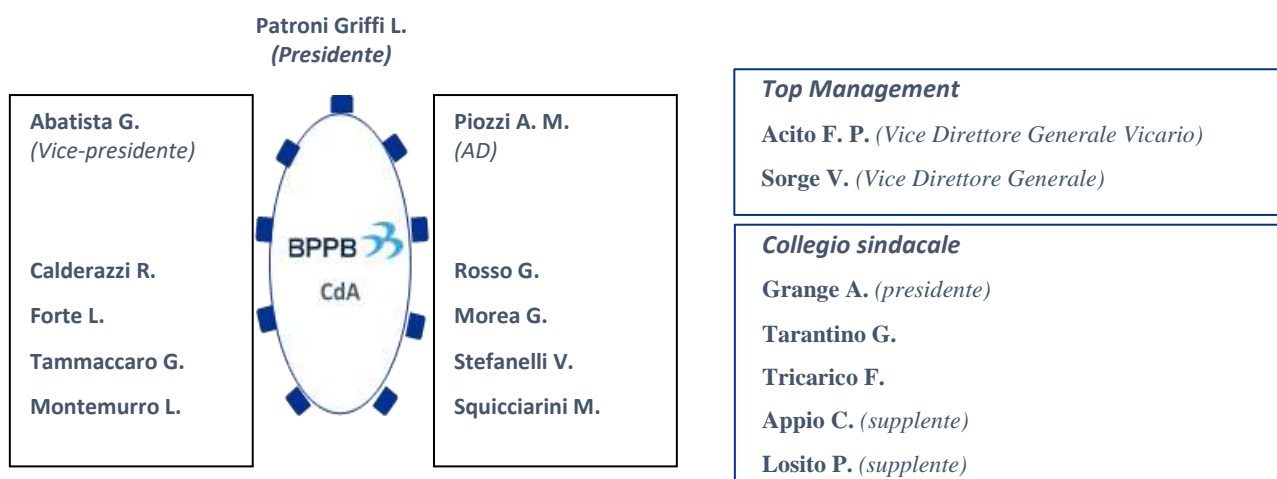 Patroni Griffi L.
(Presidente)
Abatista G.
(Vice-presidente)
Calderazzi R.
Forte L.
Tammaccaro G.
Montemurro L.
BPPB
CdA
Piozzi A. M.
(AD)
Rosso G.
Morea G.
Stefanelli V.
Squicciarini M.
Top Management
Acito F. P. (Vice Direttore Generale Vicario)
Sorge V. (Vice Direttore Generale)
Collegio sindacale
Grange A. (presidente)
Tarantino G.
Tricarico F.
Appio C. (supplente)
Losito P. (supplente)